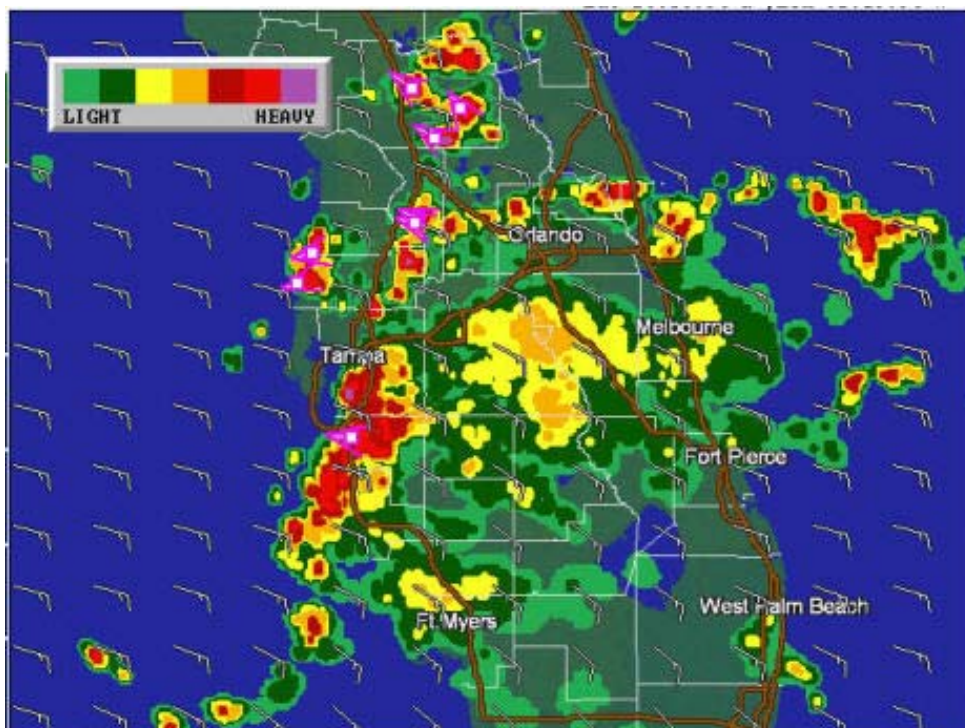 LIGHT HEAVY
Orlando
Melbourne
Tampa
Fort Pierce
West Palm Beach
Ft Myers